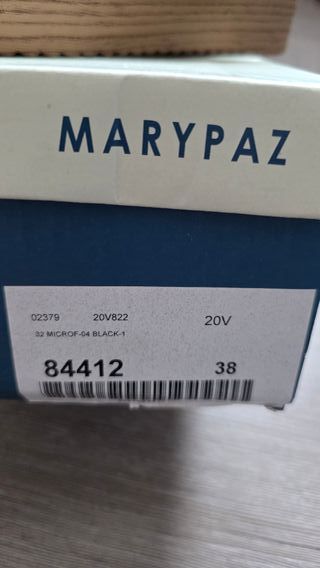 MARYPAZ
02379 20V822 20V
32 MICROF-04 BLACK-1
84412 38